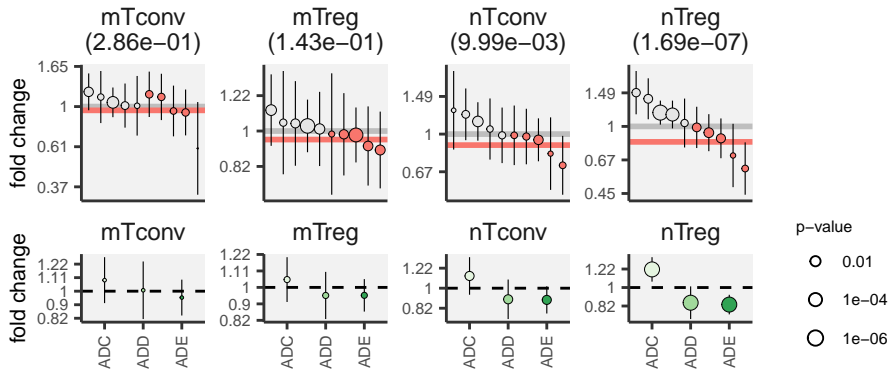 mTconv
(2.86e−01)
mTreg
(1.43e−01)
nTconv
(9.99e−03)
nTreg
(1.69e−07)
fold change
1.65
1
0.61
0.37
1.22
1
0.82
1.49
1
0.67
1.49
1
0.67
0.45
mTconv
mTreg
nTconv
nTreg
fold change
1.22
1.11
1
0.9
0.82
1.22
1.11
1
0.9
0.82
1.22
1
0.82
1.22
1
0.82
ADC
ADD
ADE
ADC
ADD
ADE
ADC
ADD
ADE
ADC
ADD
ADE
p−value
0.01
1e−04
1e−06